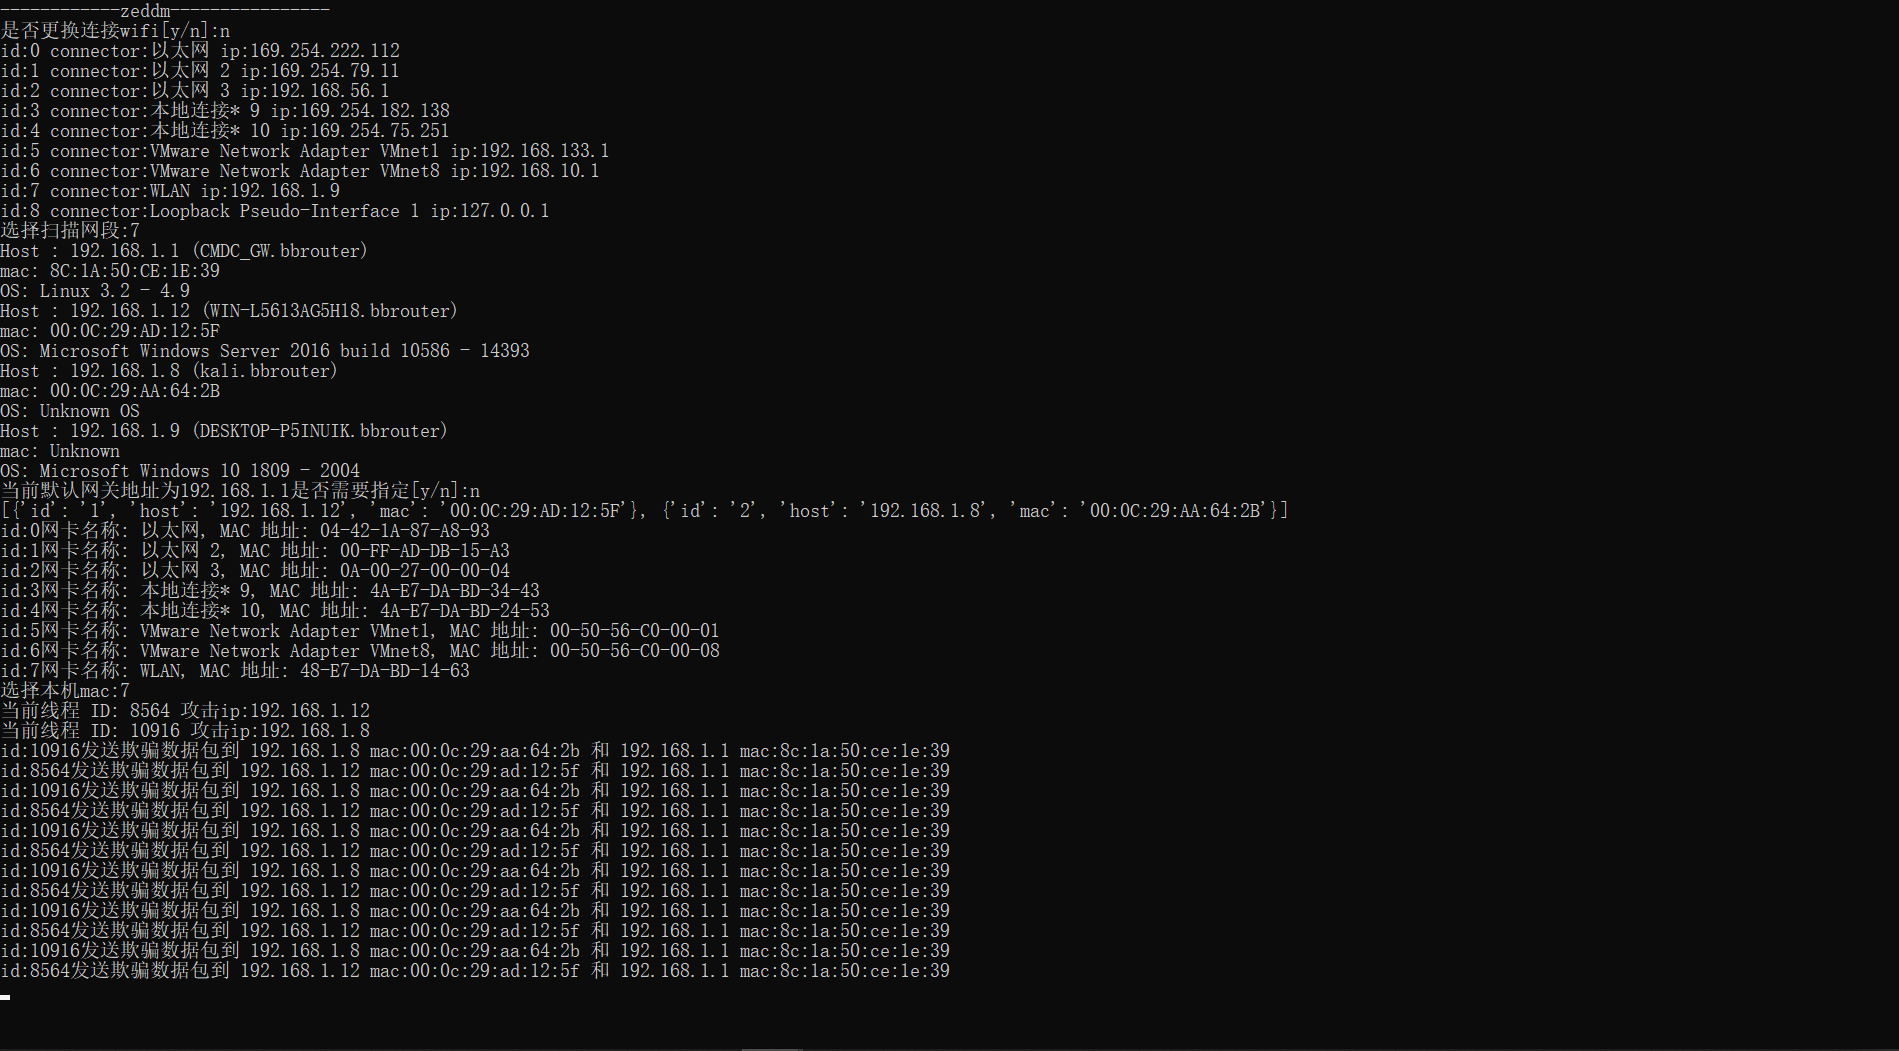 ------------zeddm----------------
是否更换连接wifi[y/n]:n
id:0 connector:以太网 ip:169.254.222.112
id:1 connector:以太网 2 ip:169.254.79.11
id:2 connector:以太网 3 ip:192.168.56.1
id:3 connector:本地连接* 9 ip:169.254.182.138
id:4 connector:本地连接* 10 ip:169.254.75.251
id:5 connector:VMware Network Adapter VMnet1 ip:192.168.133.1
id:6 connector:VMware Network Adapter VMnet8 ip:192.168.10.1
id:7 connector:WLAN ip:192.168.1.9
id:8 connector:Loopback Pseudo-Interface 1 ip:127.0.0.1
选择扫描网段:7
Host : 192.168.1.1 (CMDC_GW.bbrouter)
mac: 8C:1A:50:CE:1E:39
OS: Linux 3.2 - 4.9
Host : 192.168.1.12 (WIN-L5613AG5H18.bbrouter)
mac: 00:0C:29:AD:12:5F
OS: Microsoft Windows Server 2016 build 10586 - 14393
Host : 192.168.1.8 (kali.bbrouter)
mac: 00:0C:29:AA:64:2B
OS: Unknown OS
Host : 192.168.1.9 (DESKTOP-P5INUIK.bbrouter)
mac: Unknown
OS: Microsoft Windows 10 1809 - 2004
当前默认网关地址为192.168.1.1是否需要指定[y/n]:n
[{'id': '1', 'host': '192.168.1.12', 'mac': '00:0C:29:AD:12:5F'}, {'id': '2', 'host': '192.168.1.8', 'mac': '00:0C:29:AA:64:2B'}]
id:0网卡名称: 以太网, MAC 地址: 04-42-1A-87-A8-93
id:1网卡名称: 以太网 2, MAC 地址: 00-FF-AD-DB-15-A3
id:2网卡名称: 以太网 3, MAC 地址: 0A-00-27-00-00-04
id:3网卡名称: 本地连接* 9, MAC 地址: 4A-E7-DA-BD-34-43
id:4网卡名称: 本地连接* 10, MAC 地址: 4A-E7-DA-BD-24-53
id:5网卡名称: VMware Network Adapter VMnet1, MAC 地址: 00-50-56-C0-00-01
id:6网卡名称: VMware Network Adapter VMnet8, MAC 地址: 00-50-56-C0-00-08
id:7网卡名称: WLAN, MAC 地址: 48-E7-DA-BD-14-63
选择本机mac:7
当前线程 ID: 8564 攻击ip:192.168.1.12
当前线程 ID: 10916 攻击ip:192.168.1.8
id:10916发送欺骗数据包到 192.168.1.8 mac:00:0c:29:aa:64:2b 和 192.168.1.1 mac:8c:1a:50:ce:1e:39
id:8564发送欺骗数据包到 192.168.1.12 mac:00:0c:29:ad:12:5f 和 192.168.1.1 mac:8c:1a:50:ce:1e:39
id:10916发送欺骗数据包到 192.168.1.8 mac:00:0c:29:aa:64:2b 和 192.168.1.1 mac:8c:1a:50:ce:1e:39
id:8564发送欺骗数据包到 192.168.1.12 mac:00:0c:29:ad:12:5f 和 192.168.1.1 mac:8c:1a:50:ce:1e:39
id:10916发送欺骗数据包到 192.168.1.8 mac:00:0c:29:aa:64:2b 和 192.168.1.1 mac:8c:1a:50:ce:1e:39
id:8564发送欺骗数据包到 192.168.1.12 mac:00:0c:29:ad:12:5f 和 192.168.1.1 mac:8c:1a:50:ce:1e:39
id:10916发送欺骗数据包到 192.168.1.8 mac:00:0c:29:aa:64:2b 和 192.168.1.1 mac:8c:1a:50:ce:1e:39
id:8564发送欺骗数据包到 192.168.1.12 mac:00:0c:29:ad:12:5f 和 192.168.1.1 mac:8c:1a:50:ce:1e:39
id:10916发送欺骗数据包到 192.168.1.8 mac:00:0c:29:aa:64:2b 和 192.168.1.1 mac:8c:1a:50:ce:1e:39
id:8564发送欺骗数据包到 192.168.1.12 mac:00:0c:29:ad:12:5f 和 192.168.1.1 mac:8c:1a:50:ce:1e:39
id:10916发送欺骗数据包到 192.168.1.8 mac:00:0c:29:aa:64:2b 和 192.168.1.1 mac:8c:1a:50:ce:1e:39
id:8564发送欺骗数据包到 192.168.1.12 mac:00:0c:29:ad:12:5f 和 192.168.1.1 mac:8c:1a:50:ce:1e:39